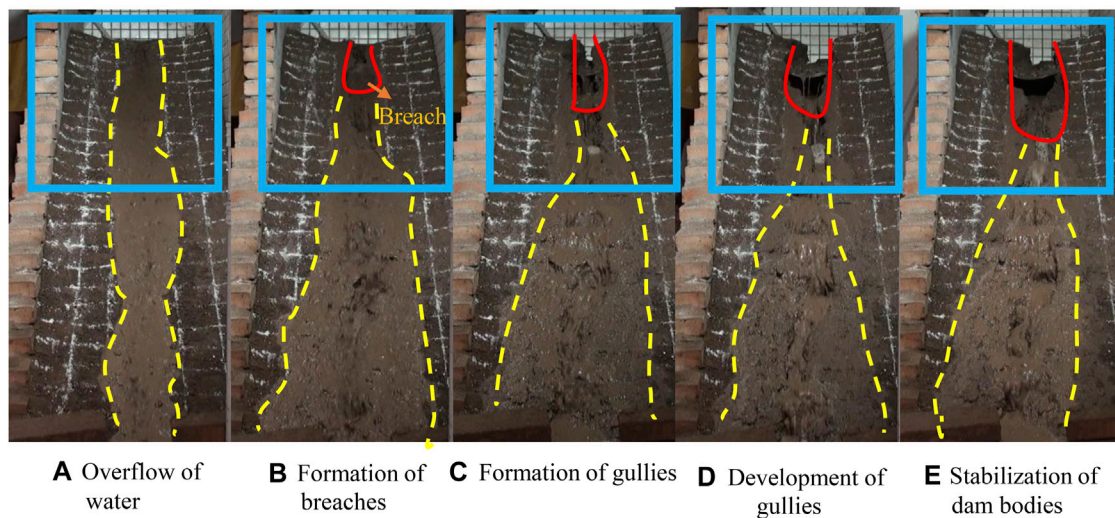 Breach
A Overflow of
water
B Formation of
breaches
C Formation of gullies
D Development of
gullies
E Stabilization of
dam bodies